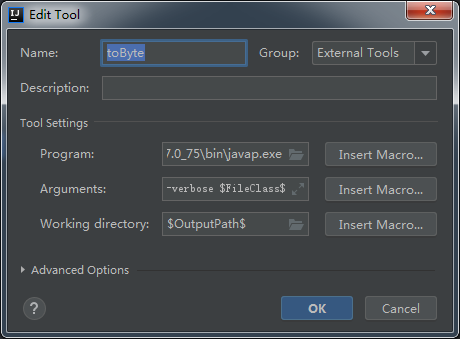 IJ Edit Tool
Name: toByte Group: External Tools
Description:
Tool Settings
Program: 7.0_75\bin\javap.exe Insert Macro...
Arguments: -verbose $FileClass$ Insert Macro...
Working directory: $OutputPath$ Insert Macro...
Advanced Options
? OK Cancel